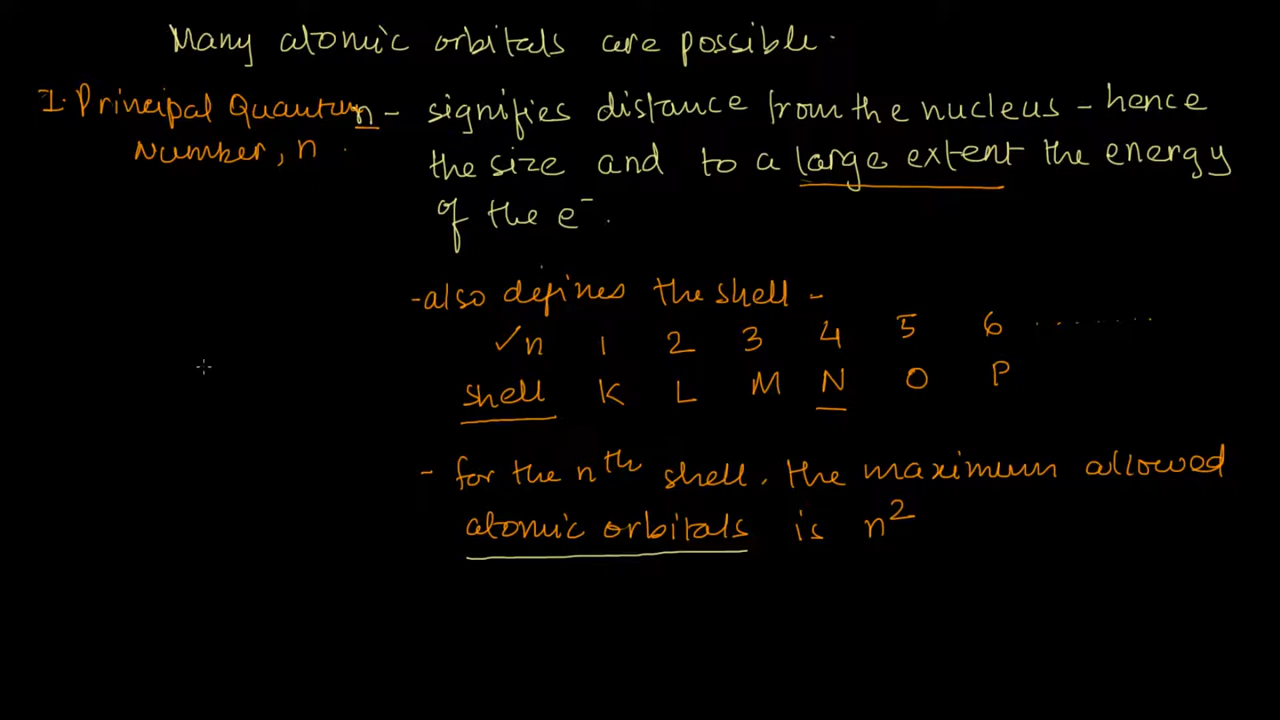 Many atomic orbitals are possible.
I. Principal Quantum n - signifies distance from the nucleus - hence
Number, n. the size and to a large extent the energy
of the e⁻.
- also defines the shell -
✓n 1 2 3 4 5 6 ........
shell K L M N O P
- for the nth shell, the maximum allowed
atomic orbitals is n²